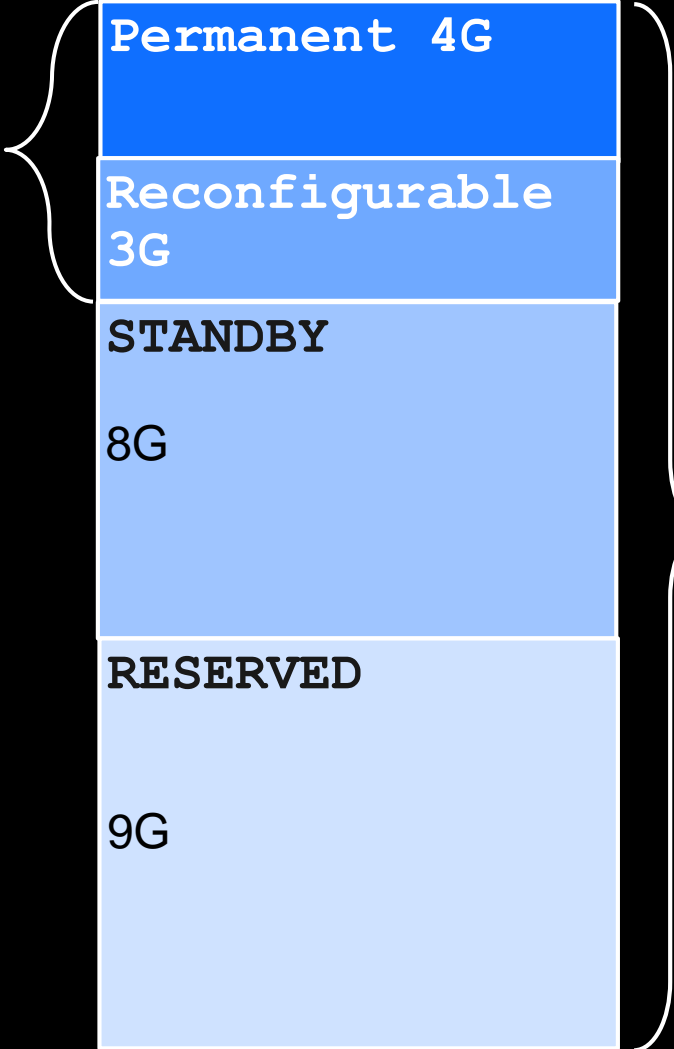 Permanent 4G
Reconfigurable
3G
STANDBY
8G
RESERVED
9G